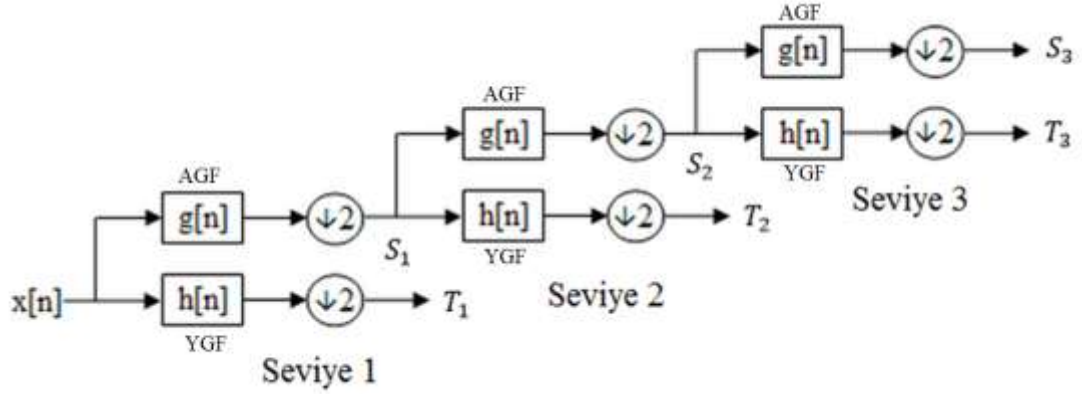 AGF
g[n]
↓2
S₃
AGF
g[n]
↓2
S₂
h[n]
↓2
T₃
YGF
Seviye 3
AGF
g[n]
↓2
S₁
h[n]
↓2
T₂
YGF
Seviye 2
x[n]
h[n]
↓2
T₁
YGF
Seviye 1